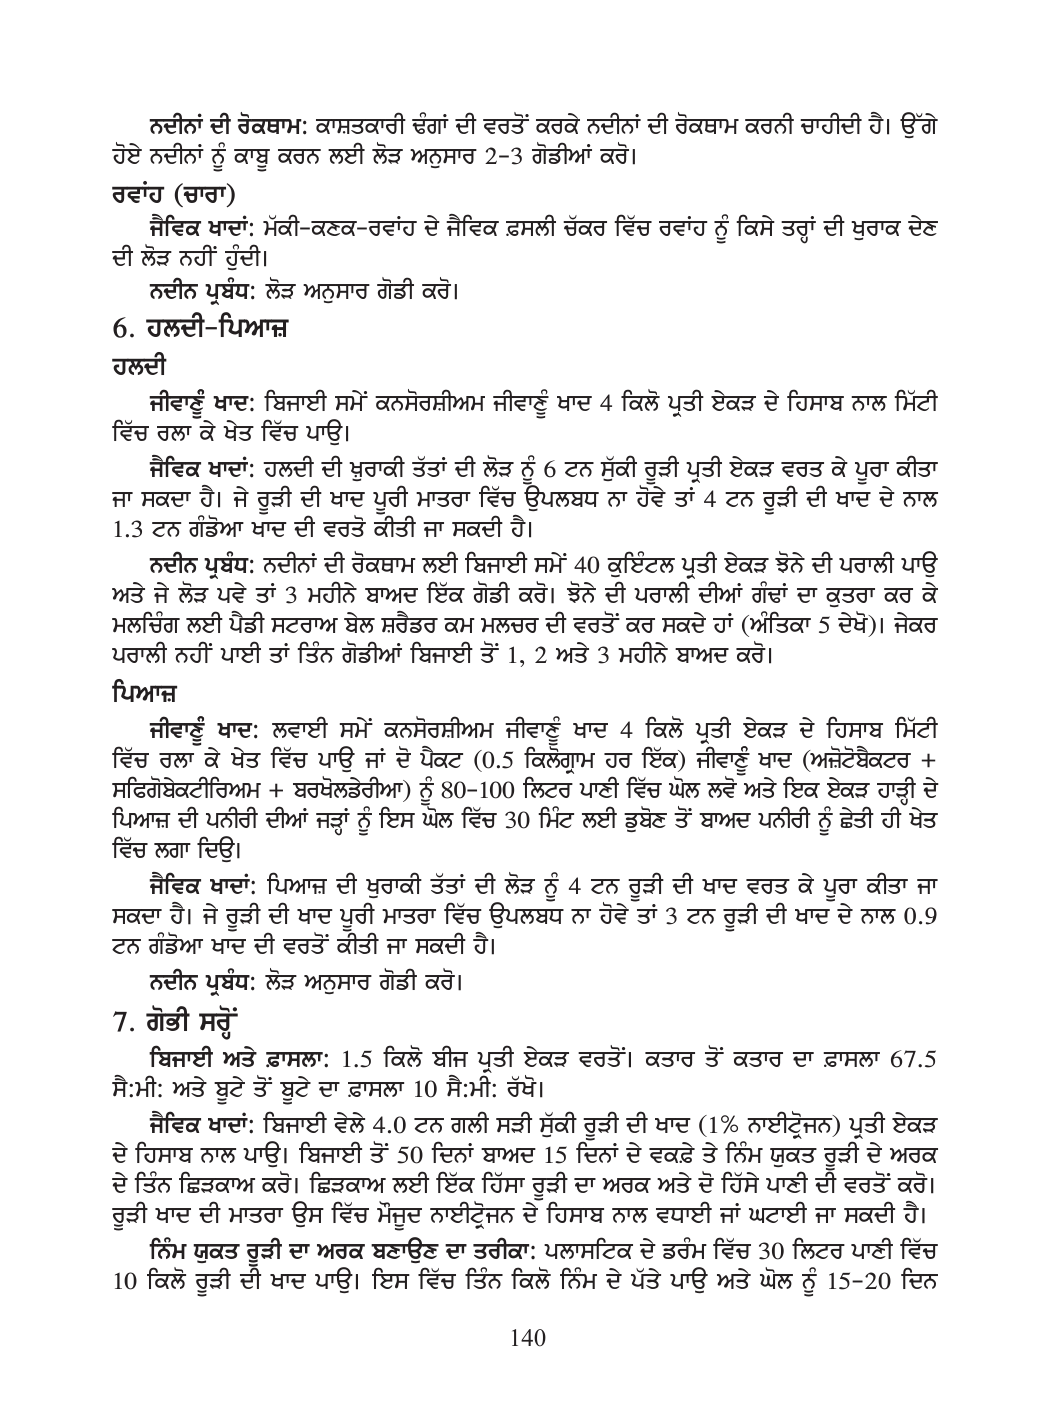 ਨਦੀਨਾਂ ਦੀ ਰੋਕਥਾਮ: ਕਾਸ਼ਤਕਾਰੀ ਢੰਗਾਂ ਦੀ ਵਰਤੋਂ ਕਰਕੇ ਨਦੀਨਾਂ ਦੀ ਰੋਕਥਾਮ ਕਰਨੀ ਚਾਹੀਦੀ ਹੈ। ਉੱਗੇ
ਹੋਏ ਨਦੀਨਾਂ ਨੂੰ ਕਾਬੂ ਕਰਨ ਲਈ ਲੋੜ ਅਨੁਸਾਰ 2-3 ਗੋਡੀਆਂ ਕਰੋ।
ਰਵਾਂਹ (ਚਾਰਾ)
ਜੈਵਿਕ ਖਾਦਾਂ: ਮੱਕੀ-ਕਣਕ-ਰਵਾਂਹ ਦੇ ਜੈਵਿਕ ਫ਼ਸਲੀ ਚੱਕਰ ਵਿੱਚ ਰਵਾਂਹ ਨੂੰ ਕਿਸੇ ਤਰ੍ਹਾਂ ਦੀ ਖੁਰਾਕ ਦੇਣ
ਦੀ ਲੋੜ ਨਹੀਂ ਹੁੰਦੀ।
ਨਦੀਨ ਪ੍ਰਬੰਧ: ਲੋੜ ਅਨੁਸਾਰ ਗੋਡੀ ਕਰੋ।
6. ਹਲਦੀ-ਪਿਆਜ਼
ਹਲਦੀ
ਜੀਵਾਣੂੰ ਖਾਦ: ਬਿਜਾਈ ਸਮੇਂ ਕਨਸੋਰਸ਼ੀਅਮ ਜੀਵਾਣੂੰ ਖਾਦ 4 ਕਿਲੋ ਪ੍ਰਤੀ ਏਕੜ ਦੇ ਹਿਸਾਬ ਨਾਲ ਮਿੱਟੀ
ਵਿੱਚ ਰਲਾ ਕੇ ਖੇਤ ਵਿੱਚ ਪਾਉ।
ਜੈਵਿਕ ਖਾਦਾਂ: ਹਲਦੀ ਦੀ ਖ਼ੁਰਾਕੀ ਤੱਤਾਂ ਦੀ ਲੋੜ ਨੂੰ 6 ਟਨ ਸੁੱਕੀ ਰੂੜੀ ਪ੍ਰਤੀ ਏਕੜ ਵਰਤ ਕੇ ਪੂਰਾ ਕੀਤਾ
ਜਾ ਸਕਦਾ ਹੈ। ਜੇ ਰੂੜੀ ਦੀ ਖਾਦ ਪੂਰੀ ਮਾਤਰਾ ਵਿੱਚ ਉਪਲਬਧ ਨਾ ਹੋਵੇ ਤਾਂ 4 ਟਨ ਰੂੜੀ ਦੀ ਖਾਦ ਦੇ ਨਾਲ
1.3 ਟਨ ਗੰਡੋਆ ਖਾਦ ਦੀ ਵਰਤੋ ਕੀਤੀ ਜਾ ਸਕਦੀ ਹੈ।
ਨਦੀਨ ਪ੍ਰਬੰਧ: ਨਦੀਨਾਂ ਦੀ ਰੋਕਥਾਮ ਲਈ ਬਿਜਾਈ ਸਮੇਂ 40 ਕੁਇੰਟਲ ਪ੍ਰਤੀ ਏਕੜ ਝੋਨੇ ਦੀ ਪਰਾਲੀ ਪਾਉ
ਅਤੇ ਜੇ ਲੋੜ ਪਵੇ ਤਾਂ 3 ਮਹੀਨੇ ਬਾਅਦ ਇੱਕ ਗੋਡੀ ਕਰੋ। ਝੋਨੇ ਦੀ ਪਰਾਲੀ ਦੀਆਂ ਗੰਢਾਂ ਦਾ ਕੁਤਰਾ ਕਰ ਕੇ
ਮਲਚਿੰਗ ਲਈ ਪੈਡੀ ਸਟਰਾਅ ਬੇਲ ਸ਼ਰੈਡਰ ਕਮ ਮਲਚਰ ਦੀ ਵਰਤੋਂ ਕਰ ਸਕਦੇ ਹਾਂ (ਅੰਤਿਕਾ 5 ਦੇਖੋ)। ਜੇਕਰ
ਪਰਾਲੀ ਨਹੀਂ ਪਾਈ ਤਾਂ ਤਿੰਨ ਗੋਡੀਆਂ ਬਿਜਾਈ ਤੋਂ 1, 2 ਅਤੇ 3 ਮਹੀਨੇ ਬਾਅਦ ਕਰੋ।
ਪਿਆਜ਼
ਜੀਵਾਣੂੰ ਖਾਦ: ਲਵਾਈ ਸਮੇਂ ਕਨਸੋਰਸ਼ੀਅਮ ਜੀਵਾਣੂੰ ਖਾਦ 4 ਕਿਲੋ ਪ੍ਰਤੀ ਏਕੜ ਦੇ ਹਿਸਾਬ ਮਿੱਟੀ
ਵਿੱਚ ਰਲਾ ਕੇ ਖੇਤ ਵਿੱਚ ਪਾਉ ਜਾਂ ਦੋ ਪੈਕਟ (0.5 ਕਿਲੋਗ੍ਰਾਮ ਹਰ ਇੱਕ) ਜੀਵਾਣੂੰ ਖਾਦ (ਅਜ਼ੋਟੋਬੈਕਟਰ +
ਸਫਿਗੋਬੇਕਟੀਰਿਅਮ + ਬਰਖੋਲਡੇਰੀਆ) ਨੂੰ 80-100 ਲਿਟਰ ਪਾਣੀ ਵਿੱਚ ਘੋਲ ਲਵੋ ਅਤੇ ਇਕ ਏਕੜ ਹਾੜ੍ਹੀ ਦੇ
ਪਿਆਜ਼ ਦੀ ਪਨੀਰੀ ਦੀਆਂ ਜੜ੍ਹਾਂ ਨੂੰ ਇਸ ਘੋਲ ਵਿੱਚ 30 ਮਿੰਟ ਲਈ ਡੁਬੋਣ ਤੋਂ ਬਾਅਦ ਪਨੀਰੀ ਨੂੰ ਛੇਤੀ ਹੀ ਖੇਤ
ਵਿੱਚ ਲਗਾ ਦਿਉ।
ਜੈਵਿਕ ਖਾਦਾਂ: ਪਿਆਜ਼ ਦੀ ਖੁਰਾਕੀ ਤੱਤਾਂ ਦੀ ਲੋੜ ਨੂੰ 4 ਟਨ ਰੂੜੀ ਦੀ ਖਾਦ ਵਰਤ ਕੇ ਪੂਰਾ ਕੀਤਾ ਜਾ
ਸਕਦਾ ਹੈ। ਜੇ ਰੂੜੀ ਦੀ ਖਾਦ ਪੂਰੀ ਮਾਤਰਾ ਵਿੱਚ ਉਪਲਬਧ ਨਾ ਹੋਵੇ ਤਾਂ 3 ਟਨ ਰੂੜੀ ਦੀ ਖਾਦ ਦੇ ਨਾਲ 0.9
ਟਨ ਗੰਡੋਆ ਖਾਦ ਦੀ ਵਰਤੋਂ ਕੀਤੀ ਜਾ ਸਕਦੀ ਹੈ।
ਨਦੀਨ ਪ੍ਰਬੰਧ: ਲੋੜ ਅਨੁਸਾਰ ਗੋਡੀ ਕਰੋ।
7. ਗੋਭੀ ਸਰ੍ਹੋਂ
ਬਿਜਾਈ ਅਤੇ ਫ਼ਾਸਲਾ: 1.5 ਕਿਲੋ ਬੀਜ ਪ੍ਰਤੀ ਏਕੜ ਵਰਤੋਂ। ਕਤਾਰ ਤੋਂ ਕਤਾਰ ਦਾ ਫ਼ਾਸਲਾ 67.5
ਸੈ:ਮੀ: ਅਤੇ ਬੂਟੇ ਤੋਂ ਬੂਟੇ ਦਾ ਫ਼ਾਸਲਾ 10 ਸੈ:ਮੀ: ਰੱਖੋ।
ਜੈਵਿਕ ਖਾਦਾਂ: ਬਿਜਾਈ ਵੇਲੇ 4.0 ਟਨ ਗਲੀ ਸੜੀ ਸੁੱਕੀ ਰੂੜੀ ਦੀ ਖਾਦ (1% ਨਾਈਟ੍ਰੋਜਨ) ਪ੍ਰਤੀ ਏਕੜ
ਦੇ ਹਿਸਾਬ ਨਾਲ ਪਾਉ। ਬਿਜਾਈ ਤੋਂ 50 ਦਿਨਾਂ ਬਾਅਦ 15 ਦਿਨਾਂ ਦੇ ਵਕਫ਼ੇ ਤੇ ਨਿੰਮ ਯੁਕਤ ਰੂੜੀ ਦੇ ਅਰਕ
ਦੇ ਤਿੰਨ ਛਿੜਕਾਅ ਕਰੋ। ਛਿੜਕਾਅ ਲਈ ਇੱਕ ਹਿੱਸਾ ਰੂੜੀ ਦਾ ਅਰਕ ਅਤੇ ਦੋ ਹਿੱਸੇ ਪਾਣੀ ਦੀ ਵਰਤੋਂ ਕਰੋ।
ਰੂੜੀ ਖਾਦ ਦੀ ਮਾਤਰਾ ਉਸ ਵਿੱਚ ਮੌਜੂਦ ਨਾਈਟ੍ਰੋਜਨ ਦੇ ਹਿਸਾਬ ਨਾਲ ਵਧਾਈ ਜਾਂ ਘਟਾਈ ਜਾ ਸਕਦੀ ਹੈ।
ਨਿੰਮ ਯੁਕਤ ਰੂੜੀ ਦਾ ਅਰਕ ਬਣਾਉਣ ਦਾ ਤਰੀਕਾ: ਪਲਾਸਟਿਕ ਦੇ ਡਰੰਮ ਵਿੱਚ 30 ਲਿਟਰ ਪਾਣੀ ਵਿੱਚ
10 ਕਿਲੋ ਰੂੜੀ ਦੀ ਖਾਦ ਪਾਉ। ਇਸ ਵਿੱਚ ਤਿੰਨ ਕਿਲੋ ਨਿੰਮ ਦੇ ਪੱਤੇ ਪਾਉ ਅਤੇ ਘੋਲ ਨੂੰ 15-20 ਦਿਨ
140